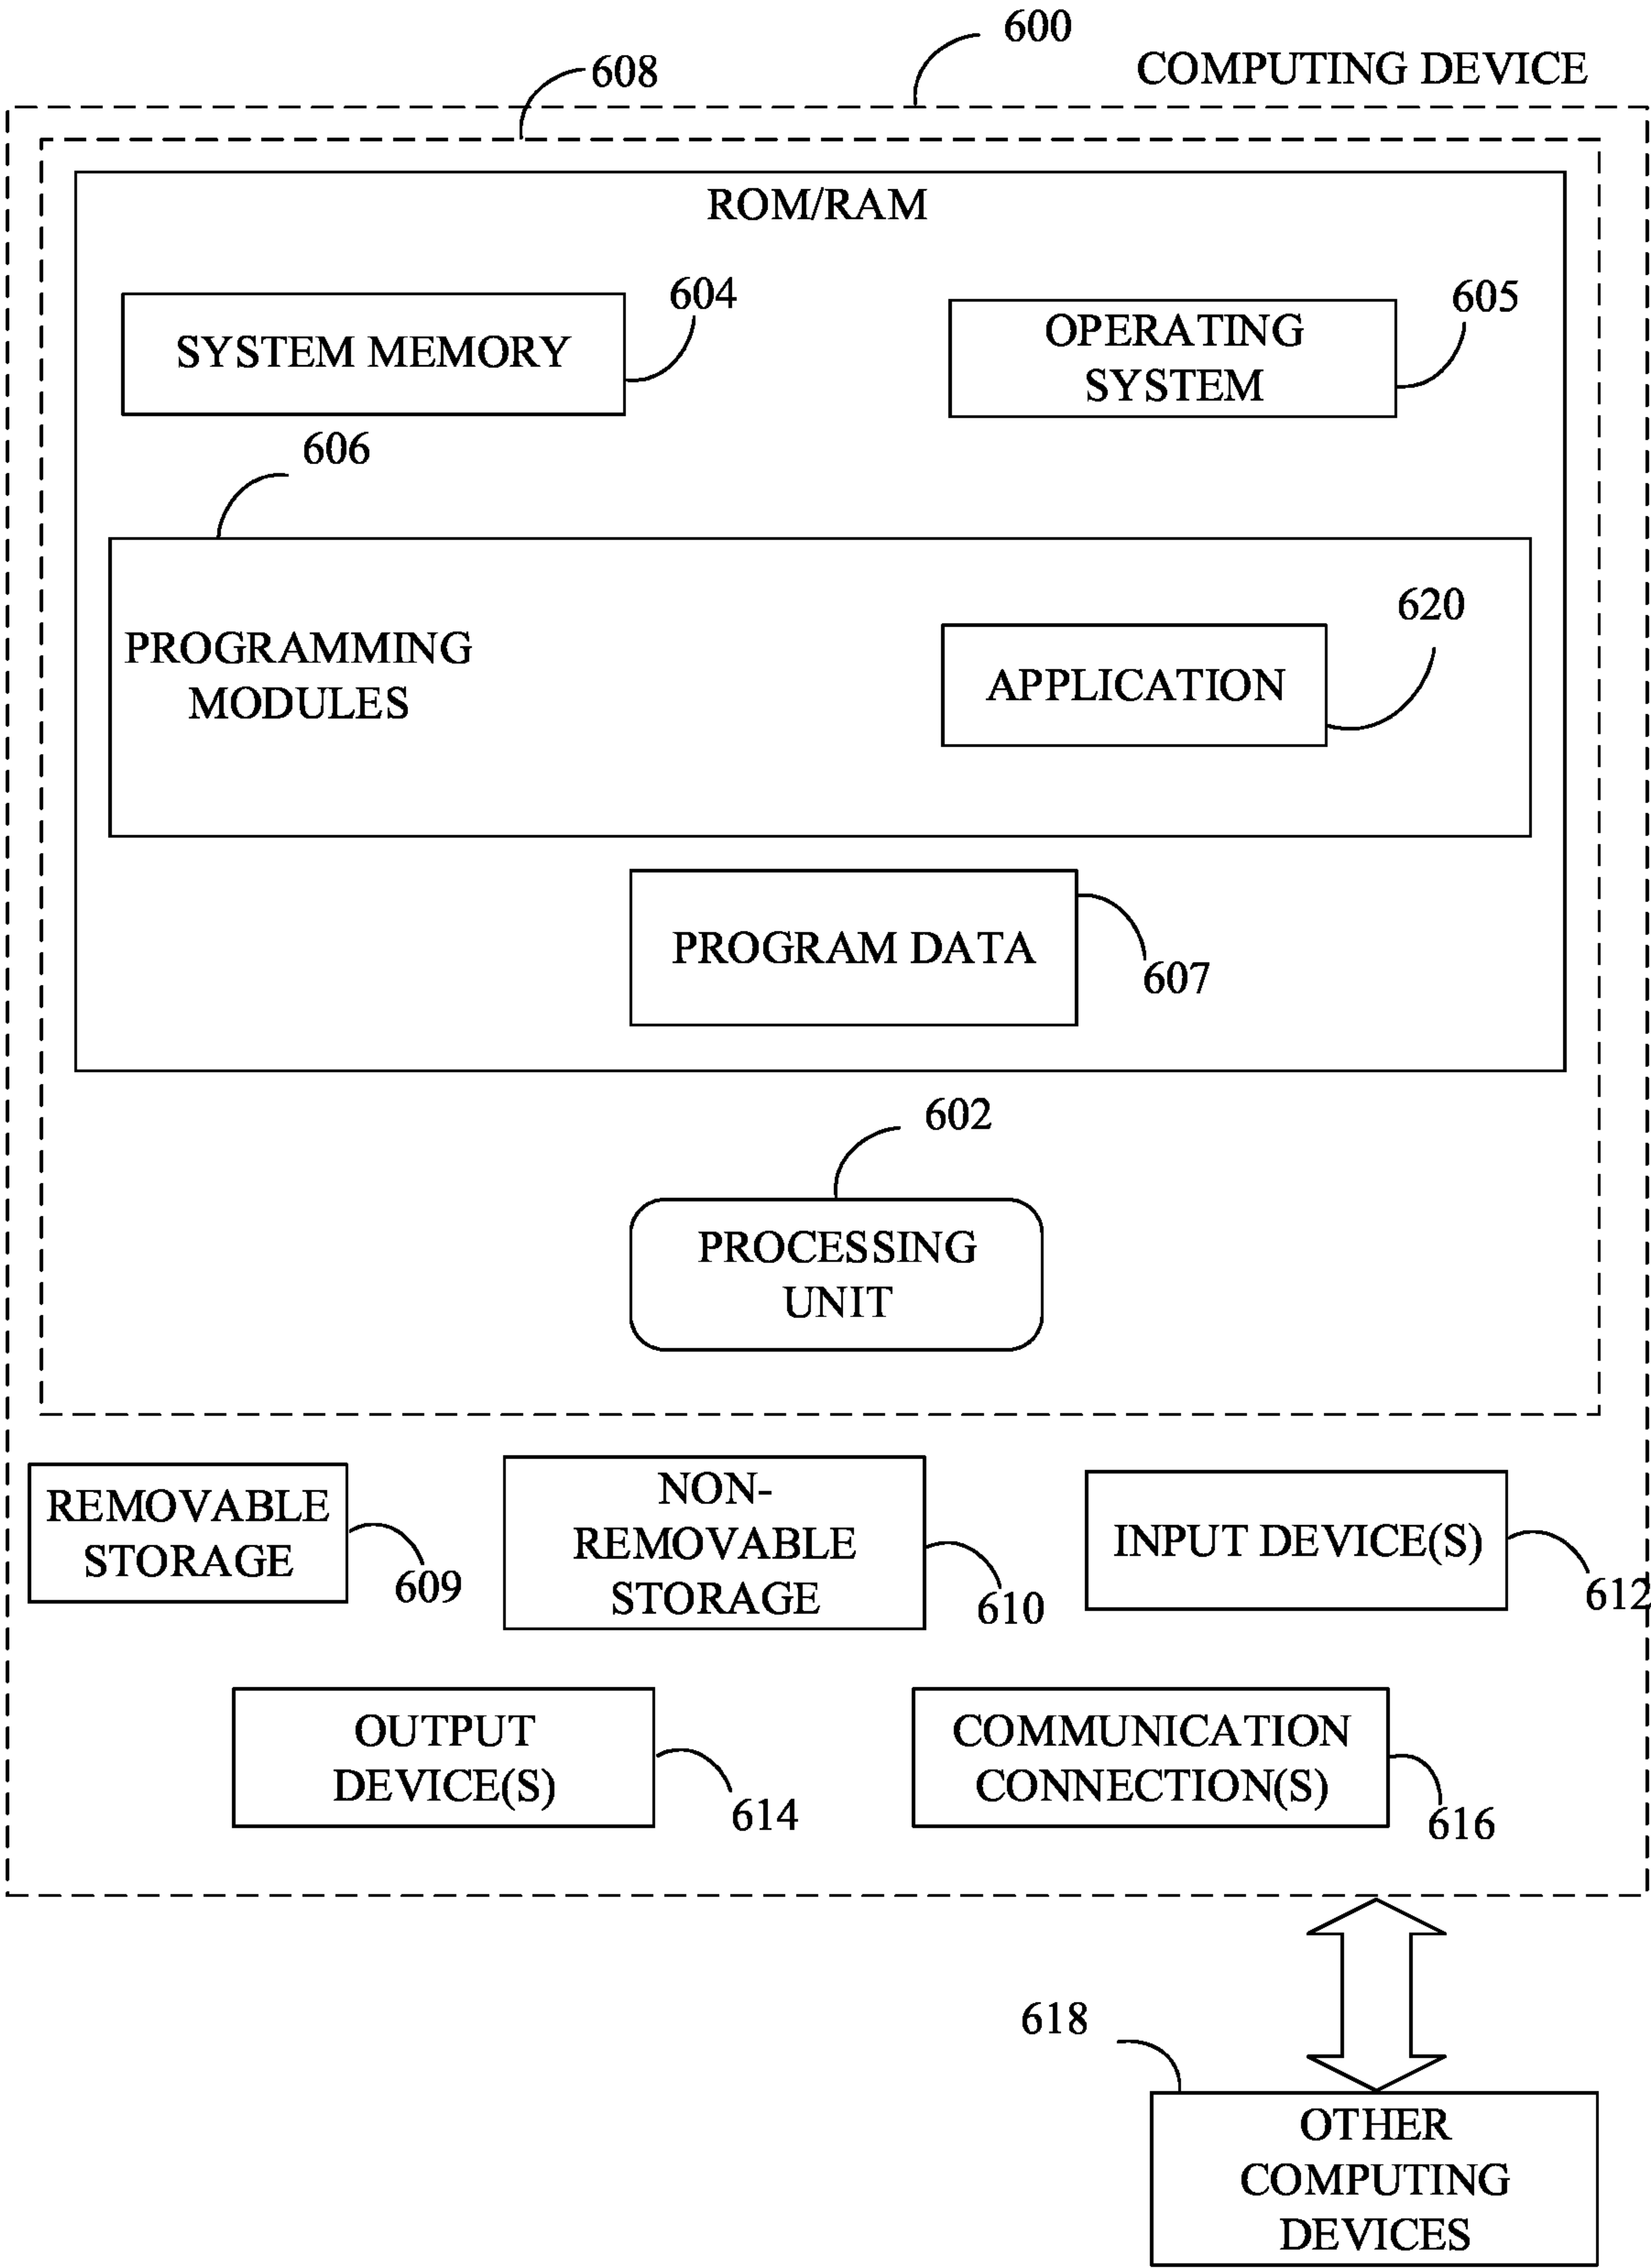 600
COMPUTING DEVICE
608
ROM/RAM
604
SYSTEM MEMORY
605
OPERATING
SYSTEM
606
PROGRAMMING
MODULES
620
APPLICATION
PROGRAM DATA
607
602
PROCESSING
UNIT
REMOVABLE
STORAGE
609
NON-
REMOVABLE
STORAGE
610
INPUT DEVICE(S)
612
OUTPUT
DEVICE(S)
614
COMMUNICATION
CONNECTION(S)
616
618
OTHER
COMPUTING
DEVICES